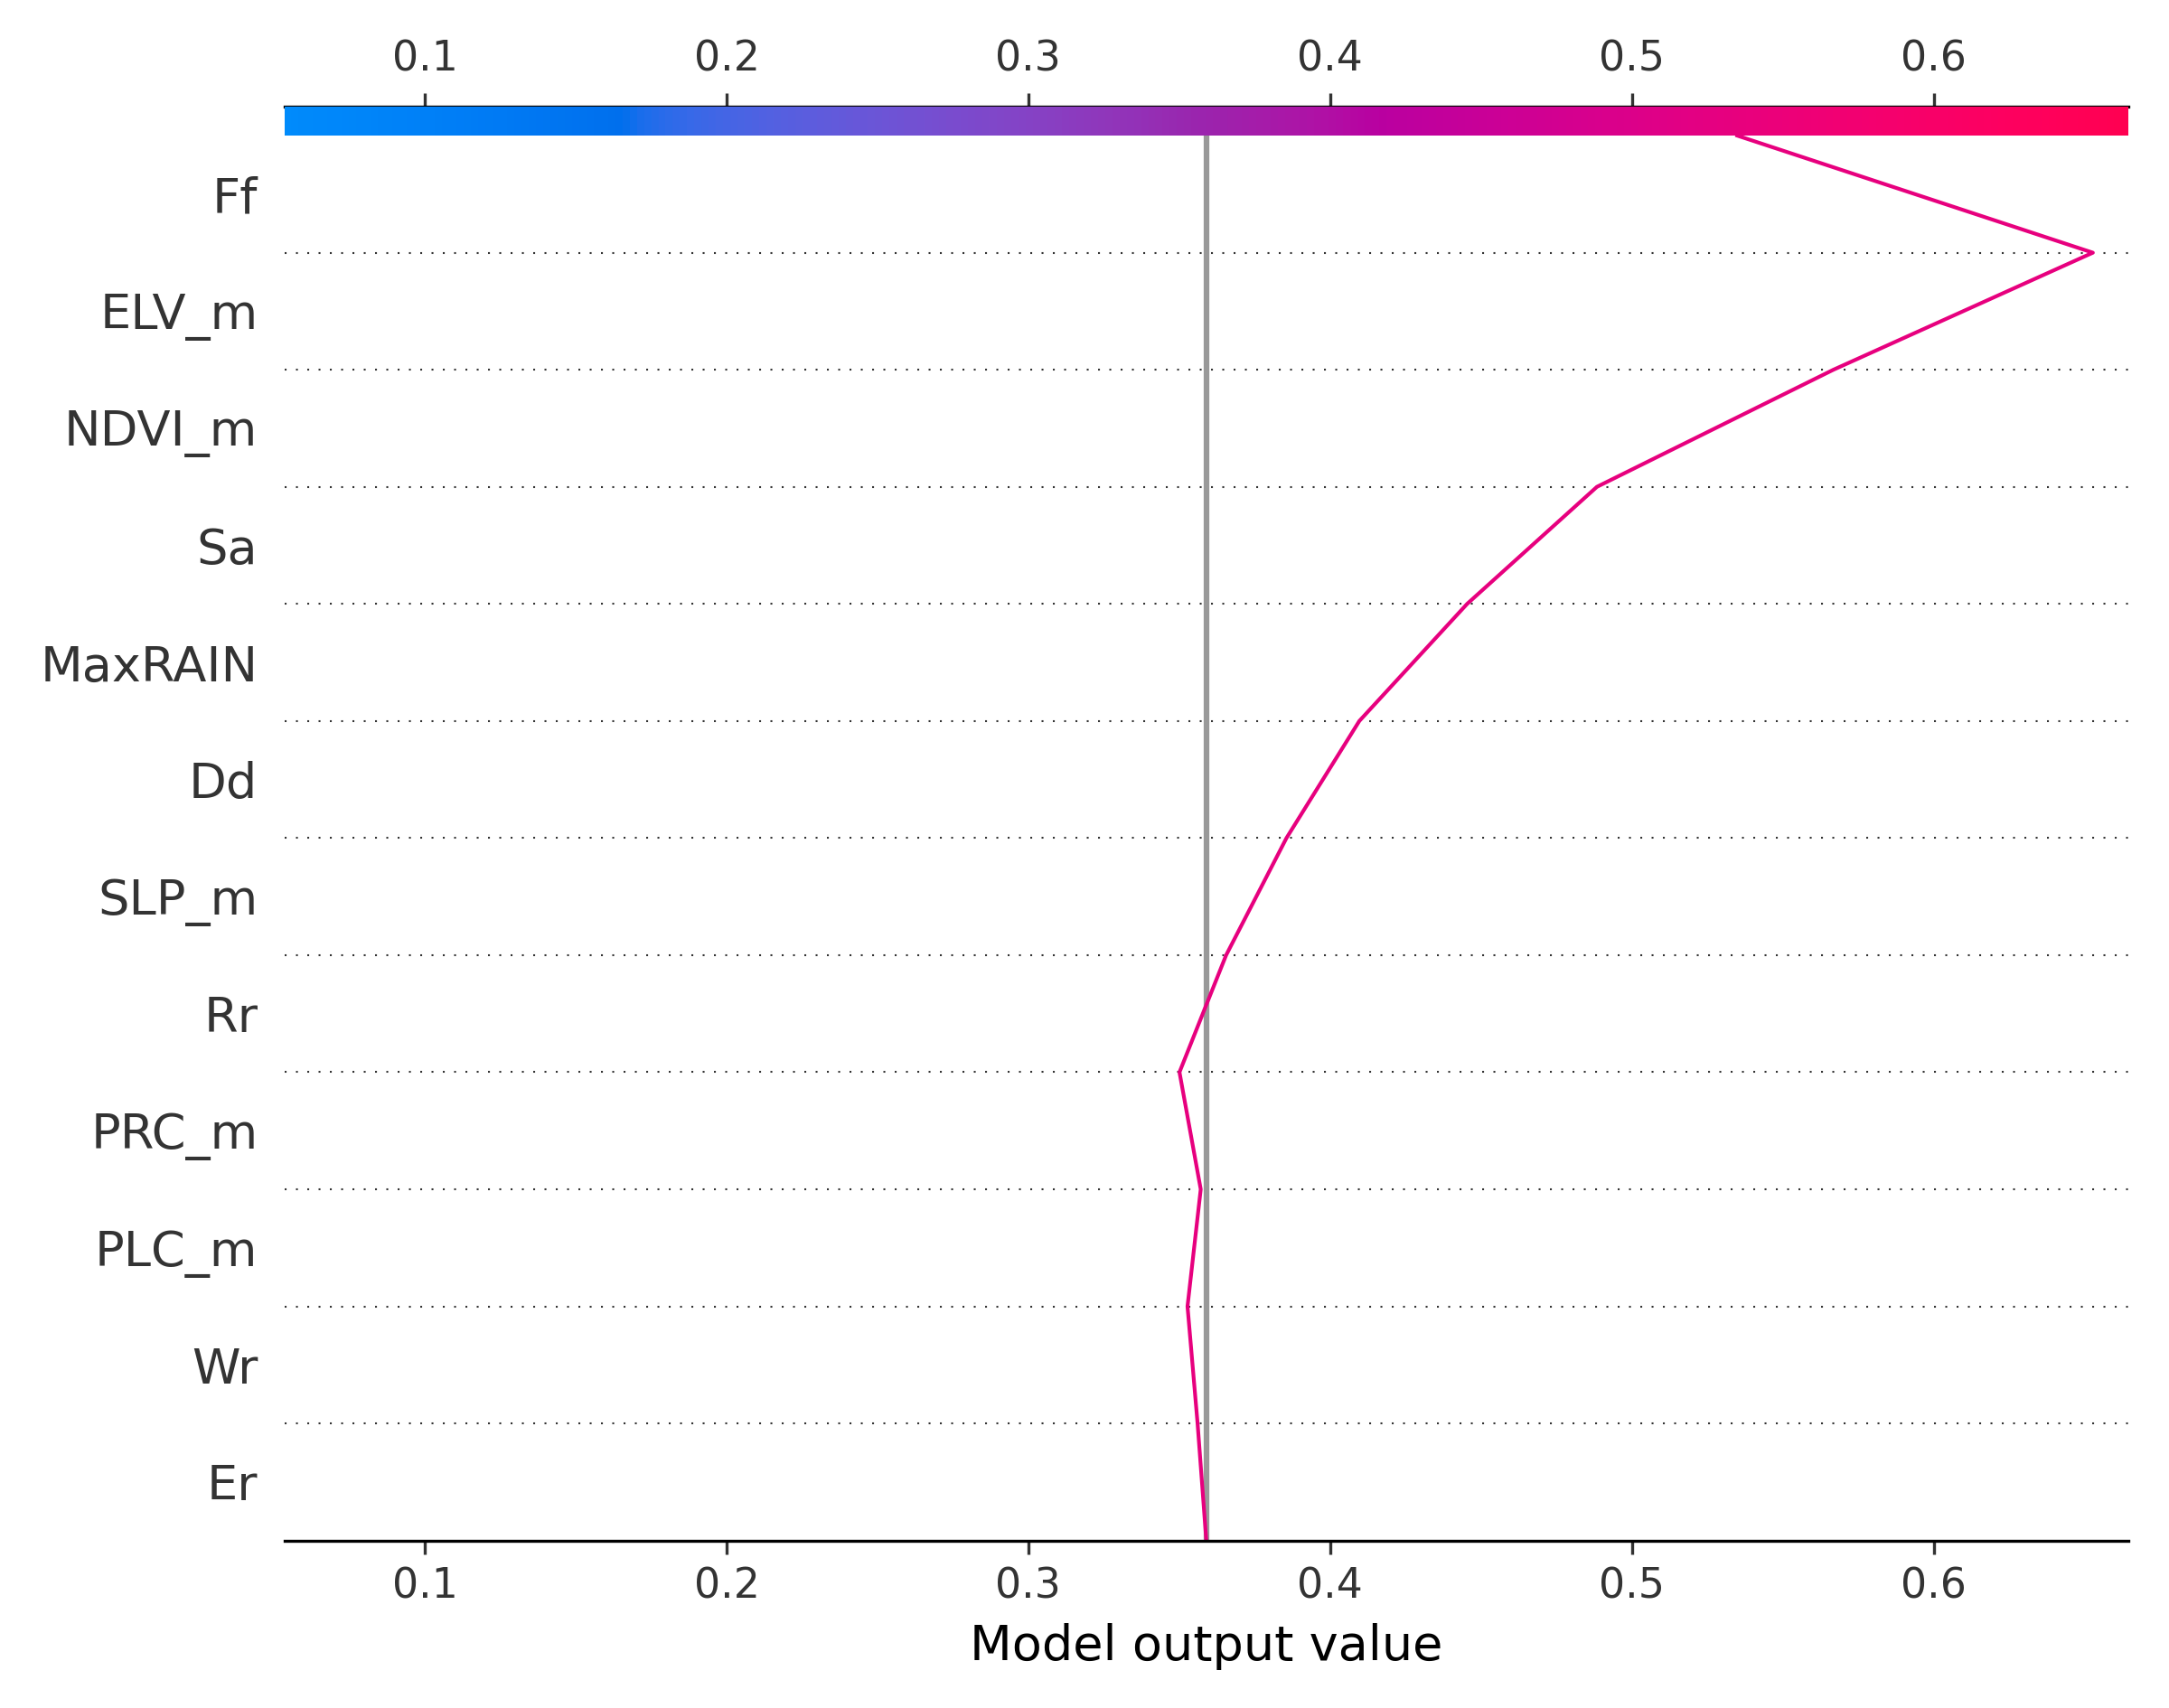 0.1 0.2 0.3 0.4 0.5 0.6
Ff
ELV_m
NDVI_m
Sa
MaxRAIN
Dd
SLP_m
Rr
PRC_m
PLC_m
Wr
Er
0.1 0.2 0.3 0.4 0.5 0.6
Model output value